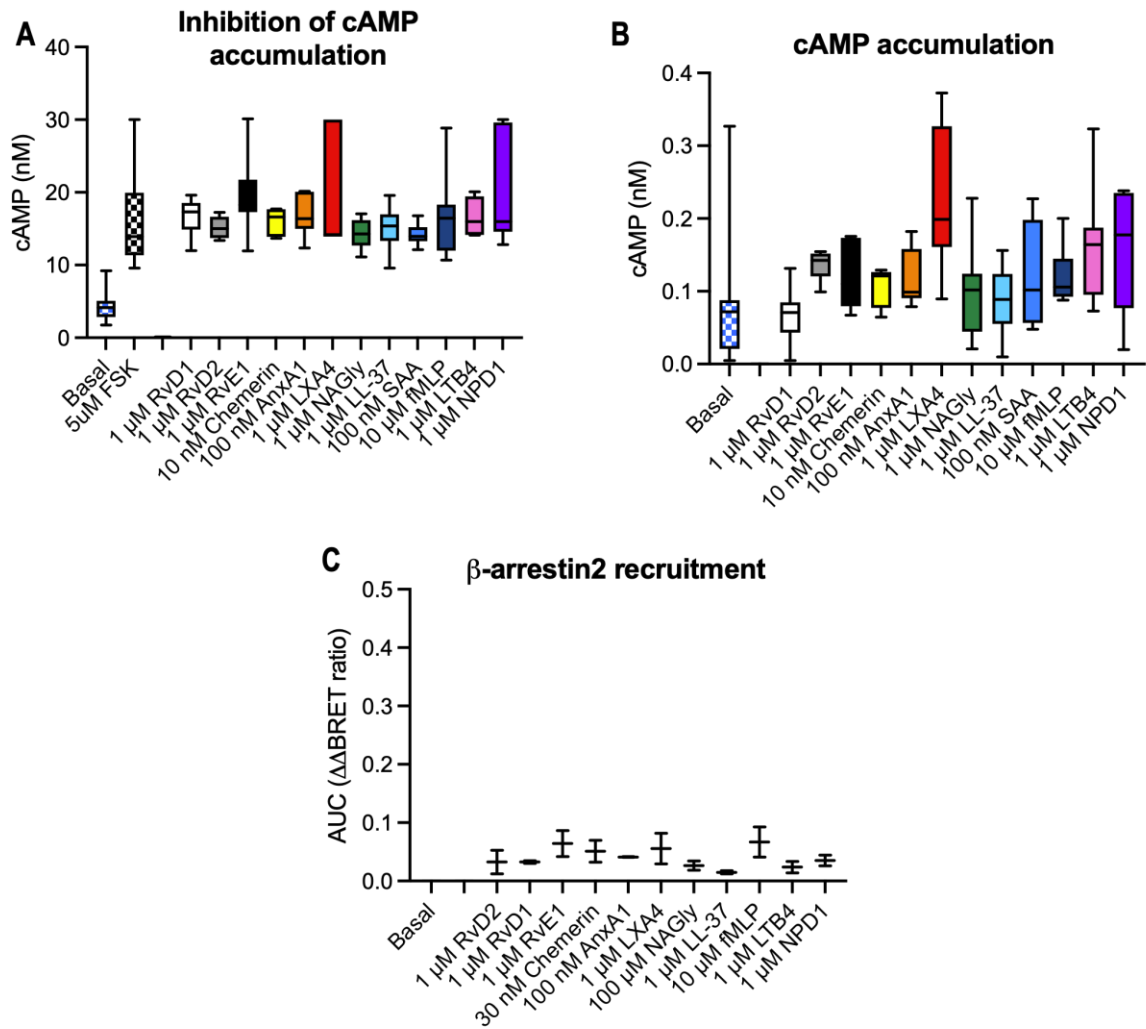 A
Inhibition of cAMP
accumulation
cAMP (nM)
40
30
20
10
0
Basal
5uM FSK
1 µM RvD1
1 µM RvD2
1 µM RvE1
10 nM Chemerin
100 nM AnxA1
1 µM LXA4
1 µM NAGly
1 µM LL-37
100 nM SAA
10 µM fMLP
1 µM LTB4
1 µM NPD1
B
cAMP accumulation
cAMP (nM)
0.4
0.3
0.2
0.1
0.0
Basal
1 µM RvD1
1 µM RvD2
1 µM RvE1
10 nM Chemerin
100 nM AnxA1
1 µM LXA4
1 µM NAGly
1 µM LL-37
100 nM SAA
10 µM fMLP
1 µM LTB4
1 µM NPD1
C
β-arrestin2 recruitment
AUC (ΔΔBRET ratio)
0.5
0.4
0.3
0.2
0.1
0.0
Basal
1 µM RvD2
1 µM RvD1
1 µM RvE1
30 nM Chemerin
100 nM AnxA1
1 µM LXA4
100 µM NAGly
1 µM LL-37
10 µM fMLP
1 µM LTB4
1 µM NPD1